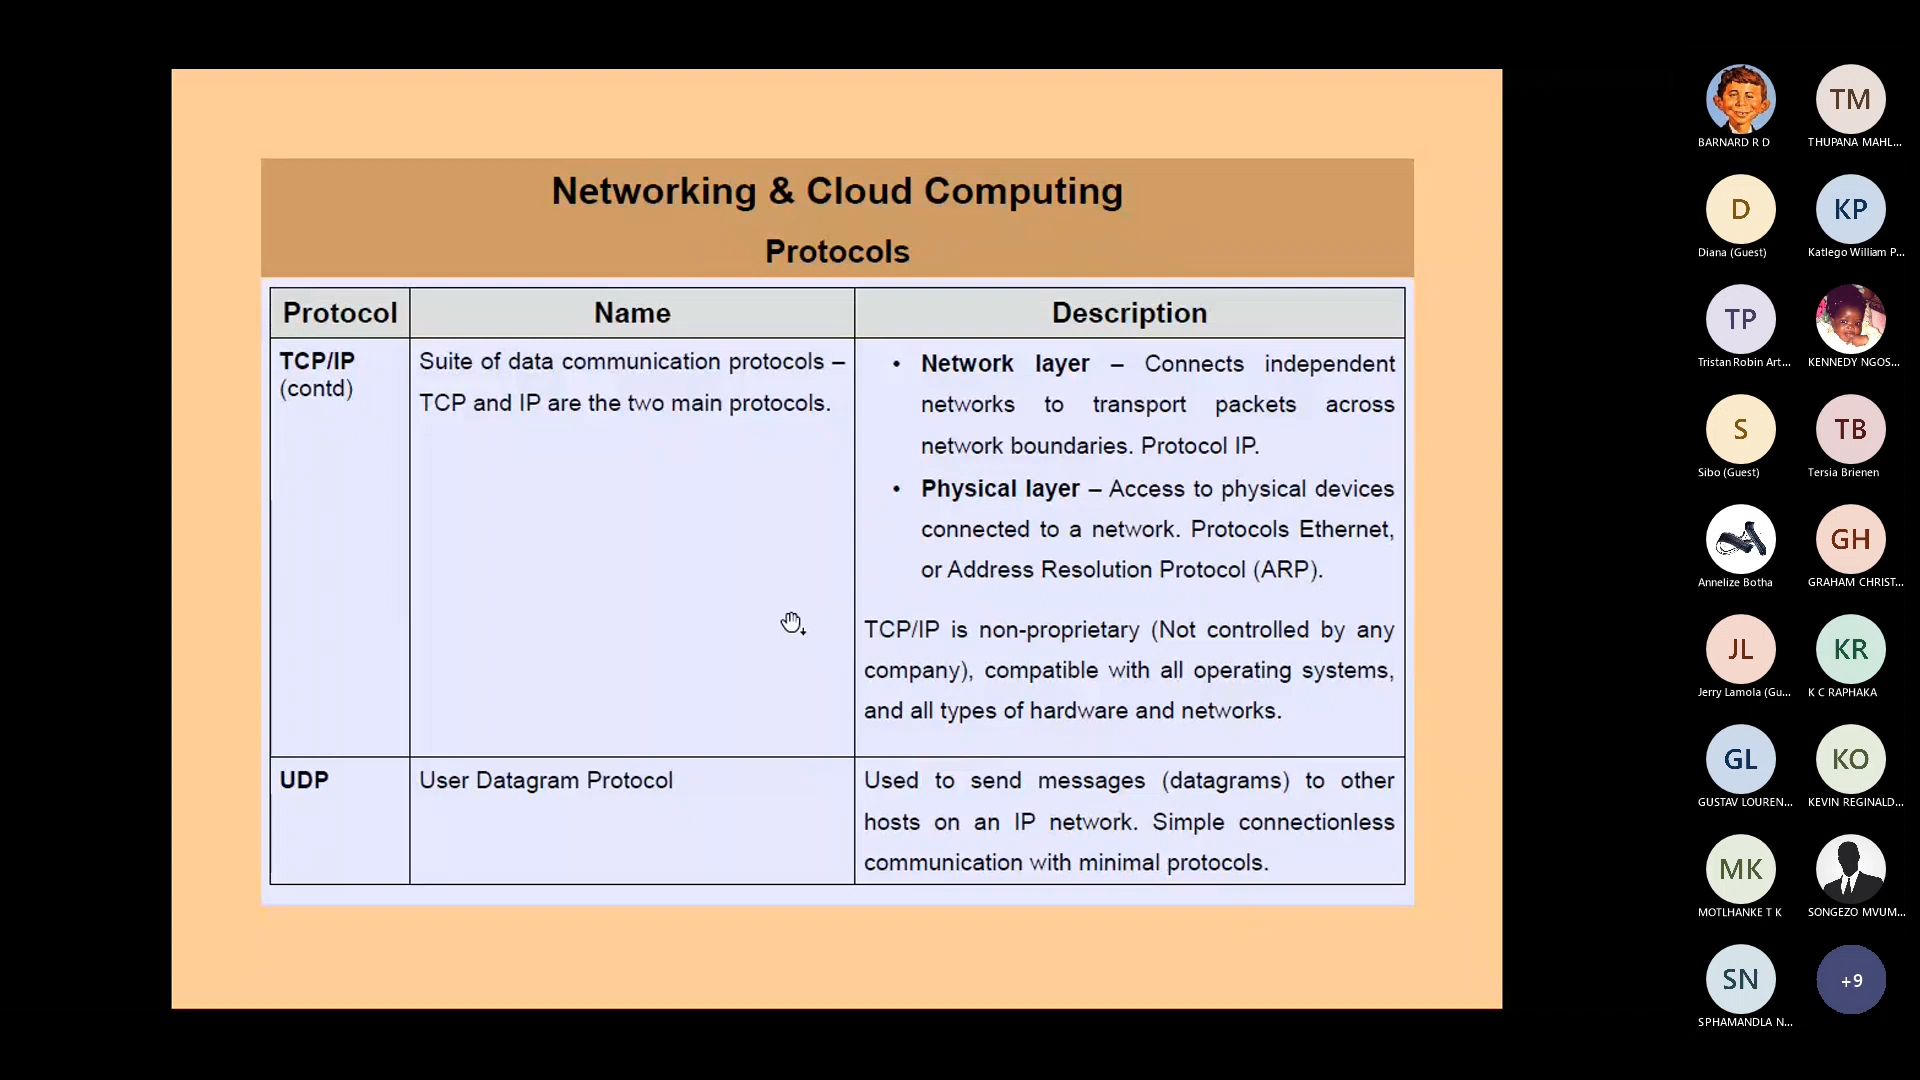 Networking & Cloud Computing
Protocols
Protocol
Name
Description
TCP/IP
(contd)
Suite of data communication protocols –
TCP and IP are the two main protocols.
• Network layer – Connects independent
networks to transport packets across
network boundaries. Protocol IP.
• Physical layer – Access to physical devices
connected to a network. Protocols Ethernet,
or Address Resolution Protocol (ARP).
TCP/IP is non-proprietary (Not controlled by any
company), compatible with all operating systems,
and all types of hardware and networks.
UDP
User Datagram Protocol
Used to send messages (datagrams) to other
hosts on an IP network. Simple connectionless
communication with minimal protocols.
BARNARD R D
TM
THUPANA MAHL...
D
Diana (Guest)
KP
Katlego William P...
TP
Tristan Robin Art...
KENNEDY NGOS...
S
Sibo (Guest)
TB
Tersia Brienen
Annelize Botha
GH
GRAHAM CHRIST...
JL
Jerry Lamola (Gu...
KR
K C RAPHAKA
GL
GUSTAV LOUREN...
KO
KEVIN REGINALD...
MK
MOTLHANKE T K
SONGEZO MVUM...
SN
SPHAMANDLA N...
+9